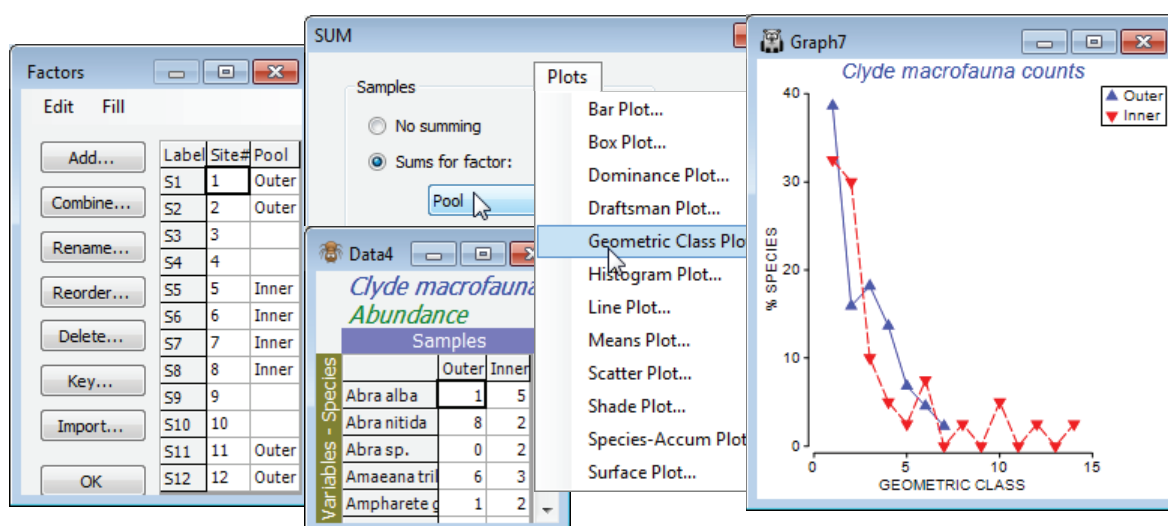 Factors
Edit Fill
Add...
Combine...
Rename...
Reorder...
Delete...
Key...
Import...
OK
Label Site# Pool
S1 1 Outer
S2 2 Outer
S3 3
S4 4
S5 5 Inner
S6 6 Inner
S7 7 Inner
S8 8 Inner
S9 9
S10 10
S11 11 Outer
S12 12 Outer
SUM
Samples
No summing
Sums for factor:
Pool
Data4
Clyde macrofauna
Abundance
Samples
Variables - Species
Outer Inner
Abra alba 1 5
Abra nitida 8 2
Abra sp. 0 2
Amaeana tri 6 3
Ampharete g 1 2
Plots
Bar Plot...
Box Plot...
Dominance Plot...
Draftsman Plot...
Geometric Class Plo
Histogram Plot...
Line Plot...
Means Plot...
Scatter Plot...
Shade Plot...
Species-Accum Plot
Surface Plot...
Graph7
Clyde macrofauna counts
Outer
Inner
40
30
20
10
0
% SPECIES
0 5 10 15
GEOMETRIC CLASS